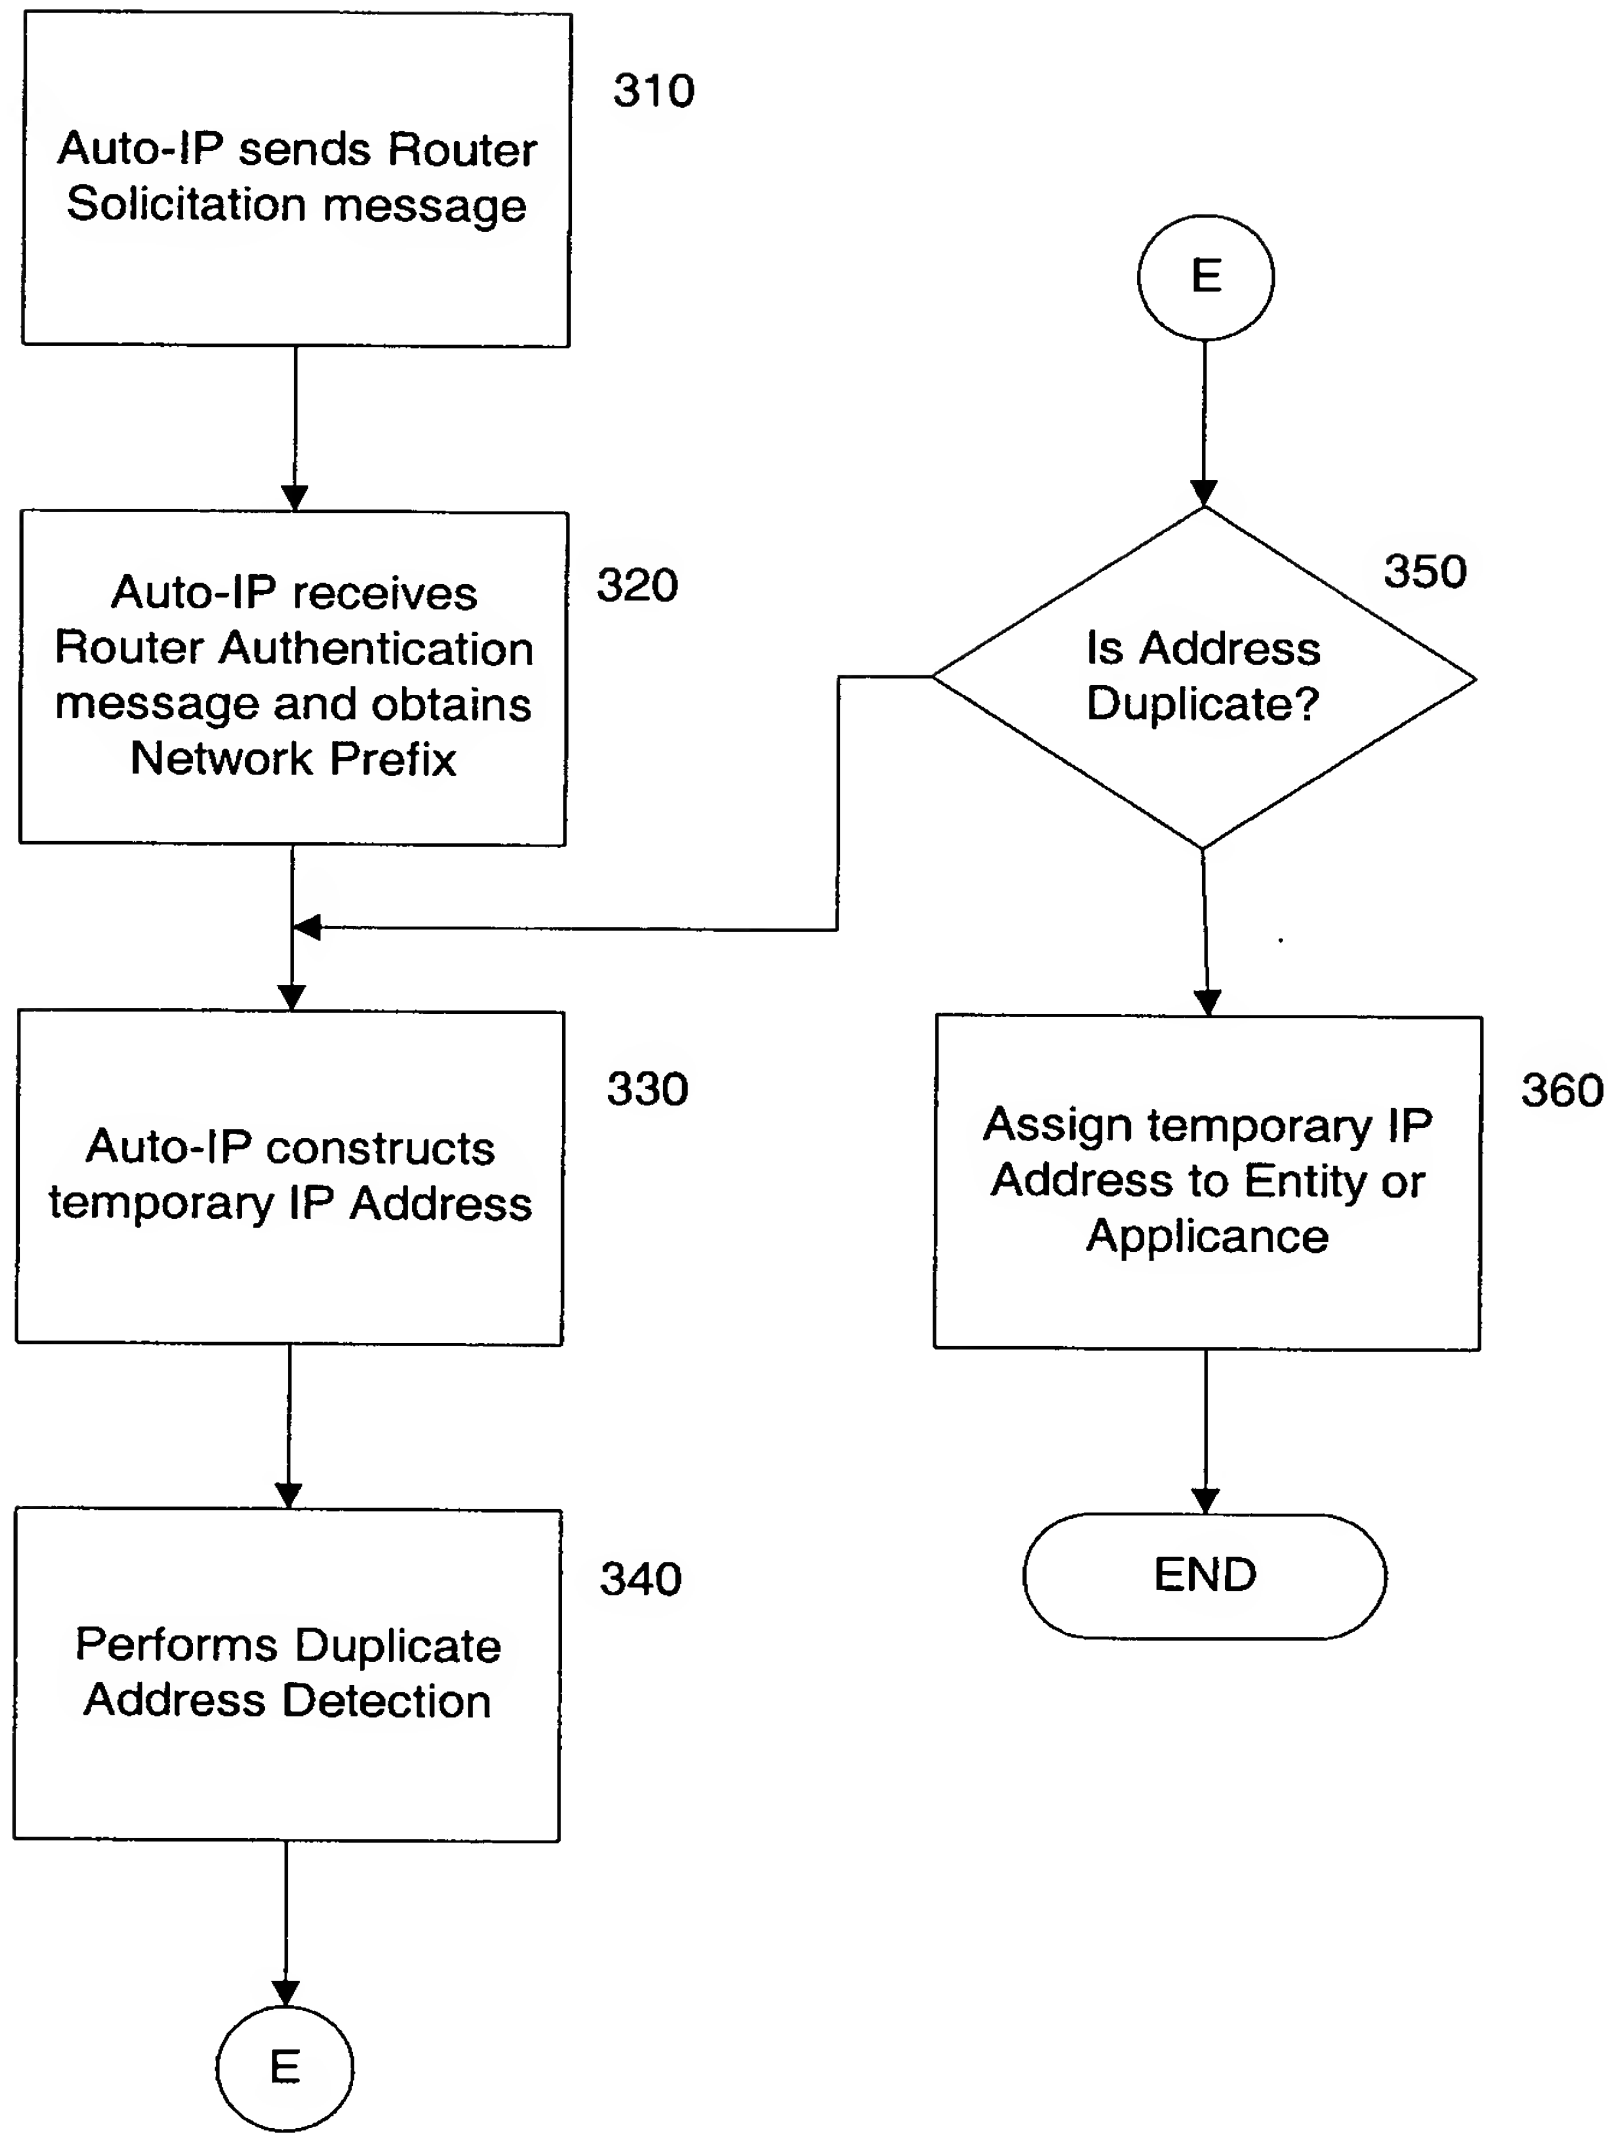 310
Auto-IP sends Router
Solicitation message
320
Auto-IP receives
Router Authentication
message and obtains
Network Prefix
330
Auto-IP constructs
temporary IP Address
340
Performs Duplicate
Address Detection
E
E
350
Is Address
Duplicate?
360
Assign temporary IP
Address to Entity or
Applicance
END